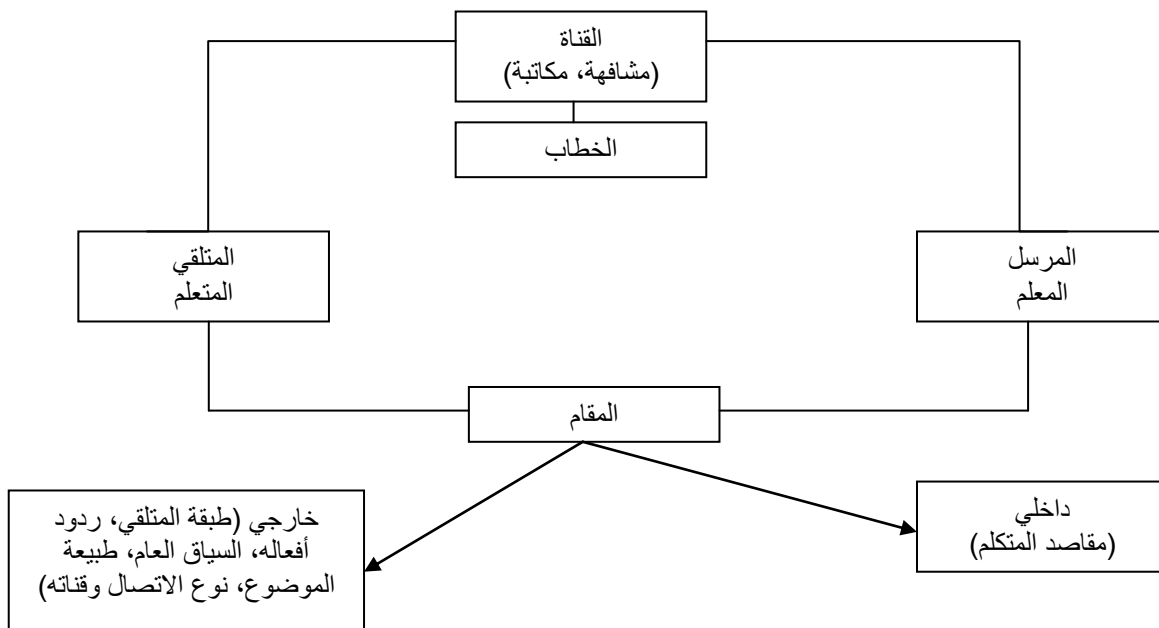 القناة
(مشافهة، مكاتبة)
الخطاب
المرسل
المعلم
المتلقي
المتعلم
المقام
داخلي
(مقاصد المتكلم)
خارجي (طبقة المتلقي، ردود
أفعاله، السياق العام، طبيعة
الموضوع، نوع الاتصال وقناته)